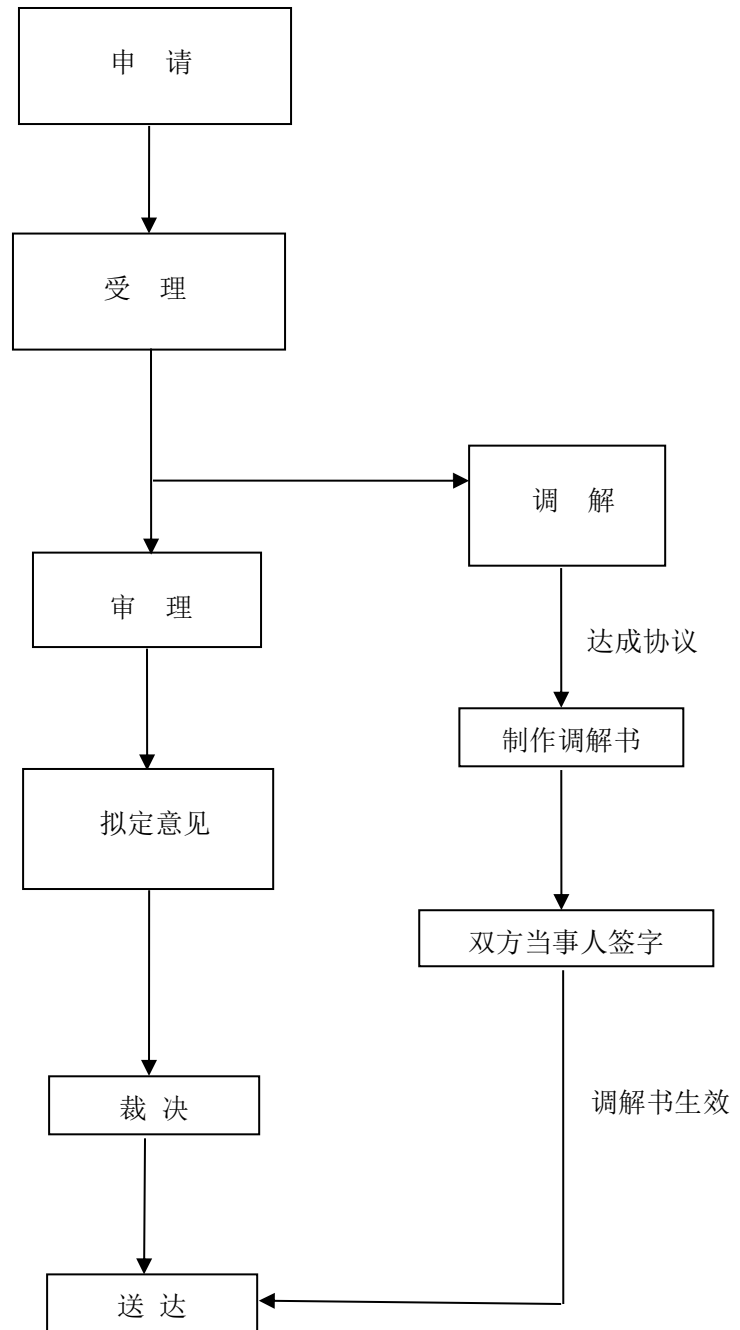 申 请
受 理
调 解
审 理
达成协议
制作调解书
拟定意见
双方当事人签字
裁 决
调解书生效
送 达